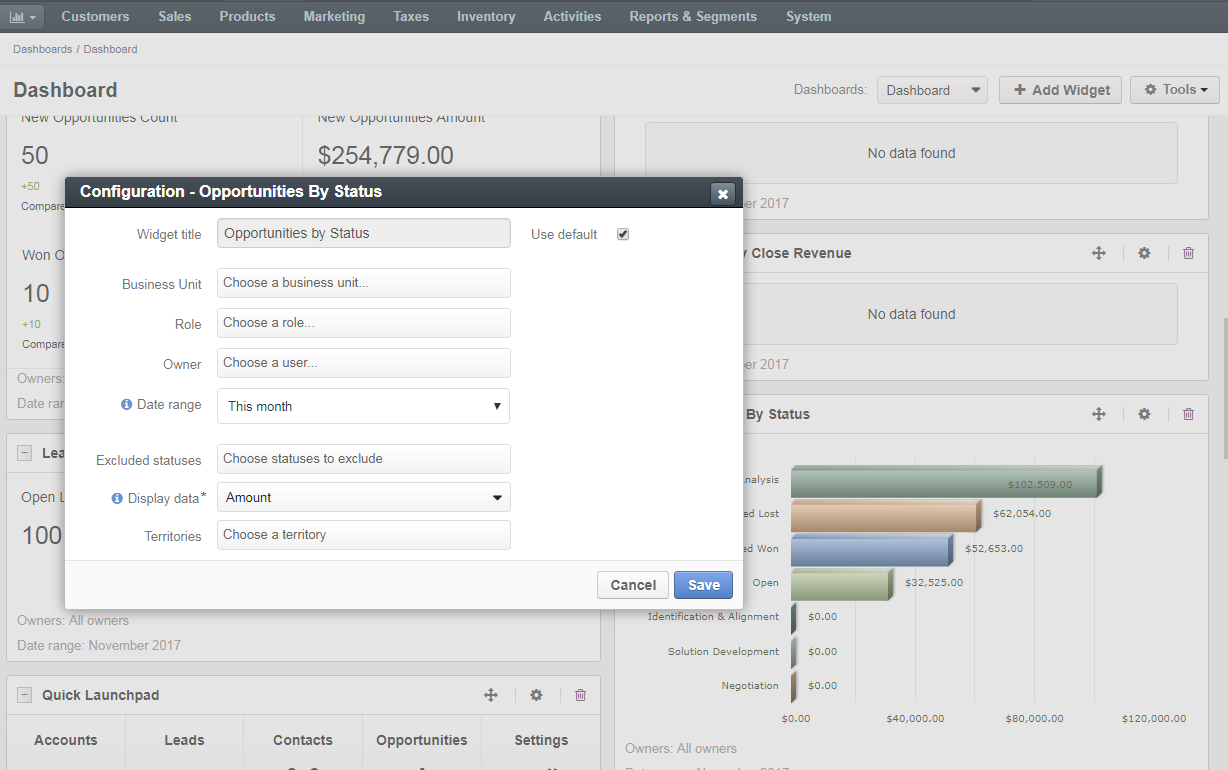 Customers Sales Products Marketing Taxes Inventory Activities Reports & Segments System
Dashboards / Dashboard
Dashboard
Dashboards: Dashboard Add Widget Tools
New Opportunities Count New Opportunities Amount
50 $254,779.00
+50
Compare
Won O
10
+10
Compare
Owners:
Date ran
No data found
er 2017
y Close Revenue
No data found
er 2017
Configuration - Opportunities By Status
Widget title Opportunities by Status Use default
Business Unit Choose a business unit...
Role Choose a role...
Owner Choose a user...
Date range This month
Excluded statuses Choose statuses to exclude
Display data* Amount
Territories Choose a territory
Cancel Save
Lea
Open L
100
Owners: All owners
Date range: November 2017
Quick Launchpad
Accounts Leads Contacts Opportunities Settings
By Status
nalysis $102,509.00
ed Lost $62,054.00
ed Won $52,653.00
Open $32,525.00
Identification & Alignment $0.00
Solution Development $0.00
Negotiation $0.00
$0.00 $40,000.00 $80,000.00 $120,000.00
Owners: All owners